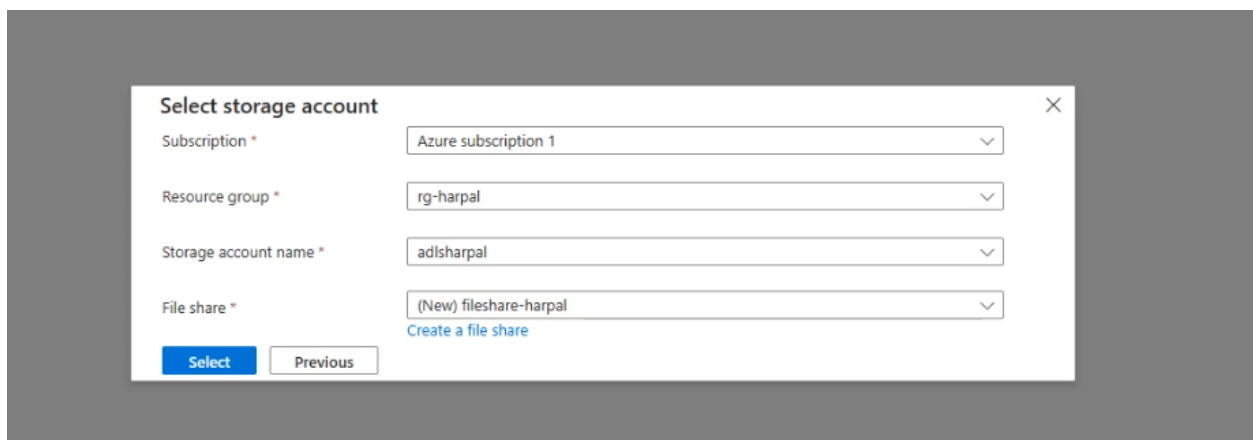 Select storage account
Subscription * Azure subscription 1
Resource group * rg-harpal
Storage account name * adlsharpal
File share * (New) fileshare-harpal
Create a file share
Select Previous